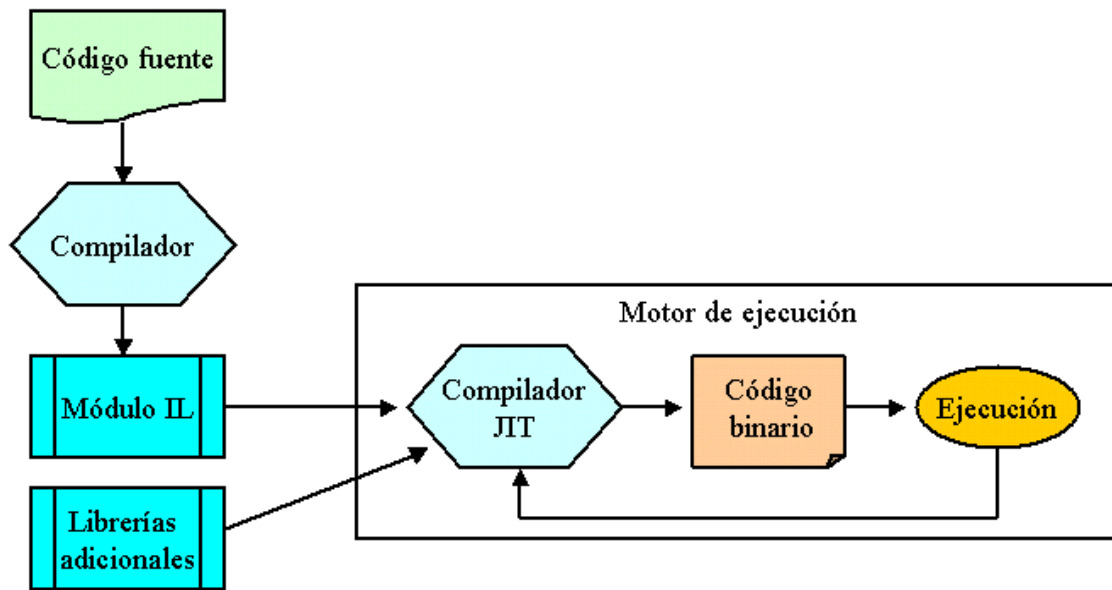 Código fuente
Compilador
Módulo IL
Librerías
adicionales
Motor de ejecución
Compilador
JIT
Código
binario
Ejecución